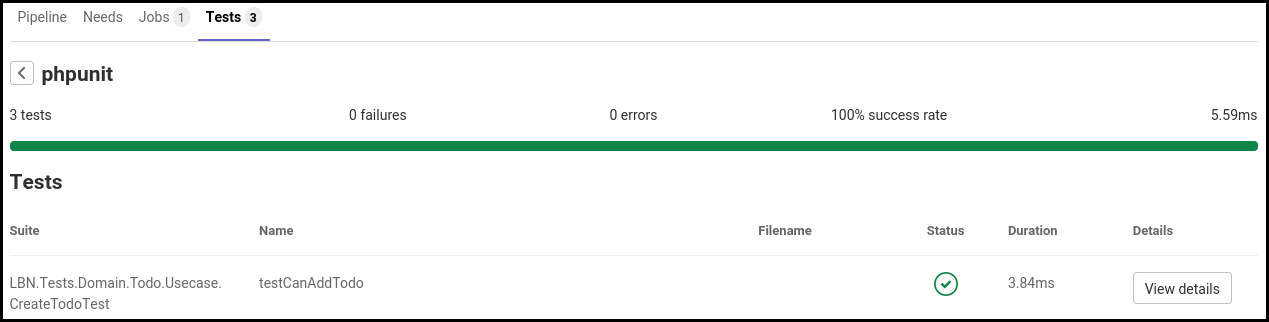 Pipeline Needs Jobs 1 Tests 3
phpunit
3 tests 0 failures 0 errors 100% success rate 5.59ms
Tests
Suite Name Filename Status Duration Details
LBN.Tests.Domain.Todo.Usecase. testCanAddTodo 3.84ms View details
CreateTodoTest